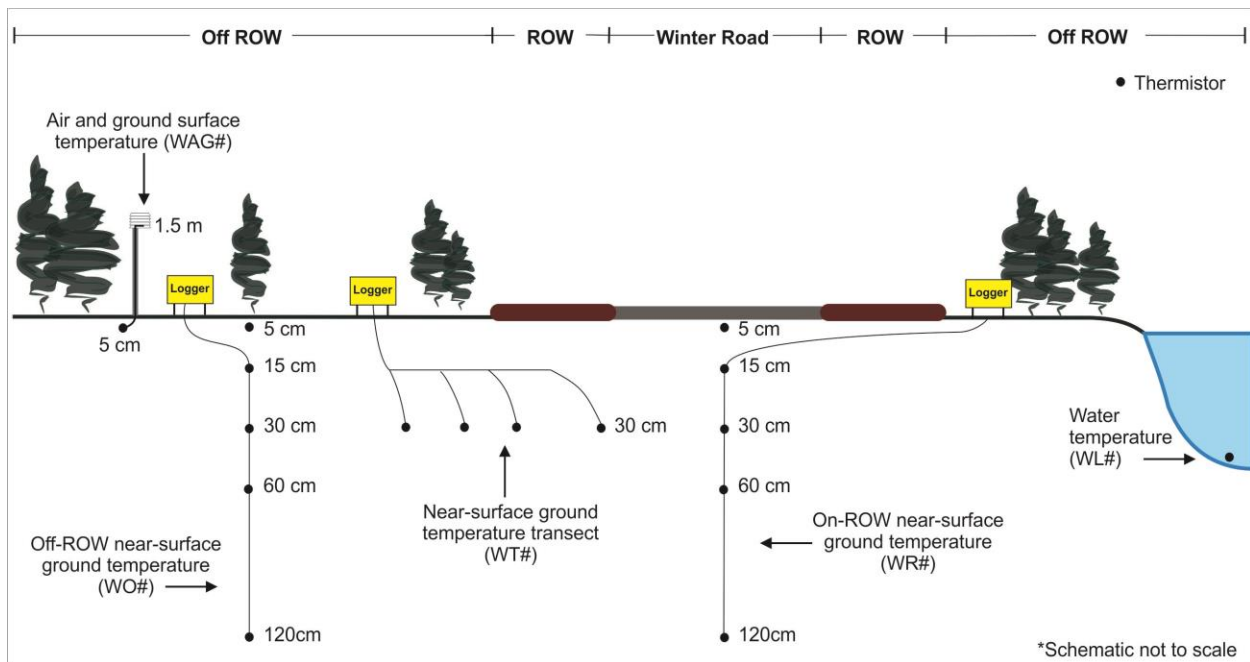 Off ROW
ROW
Winter Road
ROW
Off ROW
Thermistor
Air and ground surface
temperature (WAG#)
1.5 m
Logger
Logger
Logger
5 cm
5 cm
5 cm
15 cm
15 cm
30 cm
30 cm
30 cm
60 cm
60 cm
Water
temperature
(WL#)
Near-surface ground
temperature transect
(WT#)
On-ROW near-surface
ground temperature
(WR#)
Off-ROW near-surface
ground temperature
(WO#)
120cm
120 cm
*Schematic not to scale